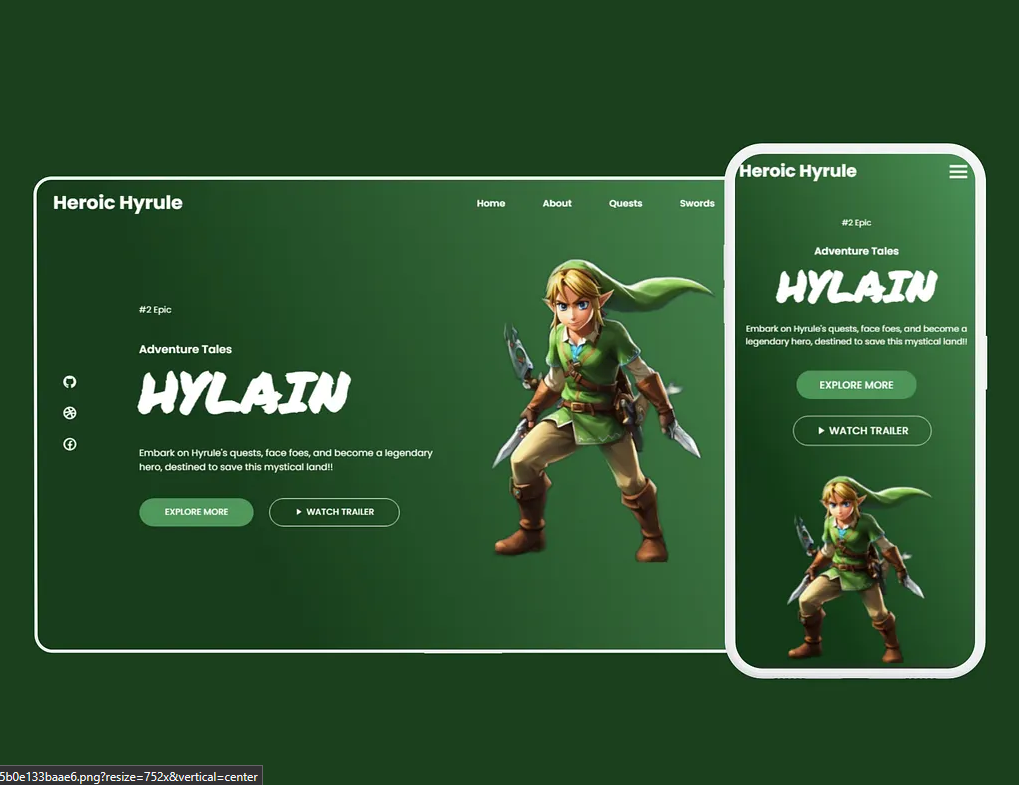 Heroic Hyrule
Home About Quests Swords
#2 Epic
Adventure Tales
HYLAIN
Embark on Hyrule's quests, face foes, and become a legendary
hero, destined to save this mystical land!!
EXPLORE MORE
WATCH TRAILER
Heroic Hyrule
#2 Epic
Adventure Tales
HYLAIN
Embark on Hyrule's quests, face foes, and become a
legendary hero, destined to save this mystical land!!
EXPLORE MORE
WATCH TRAILER
5b0e133baae6.png?resize=752x&vertical=center